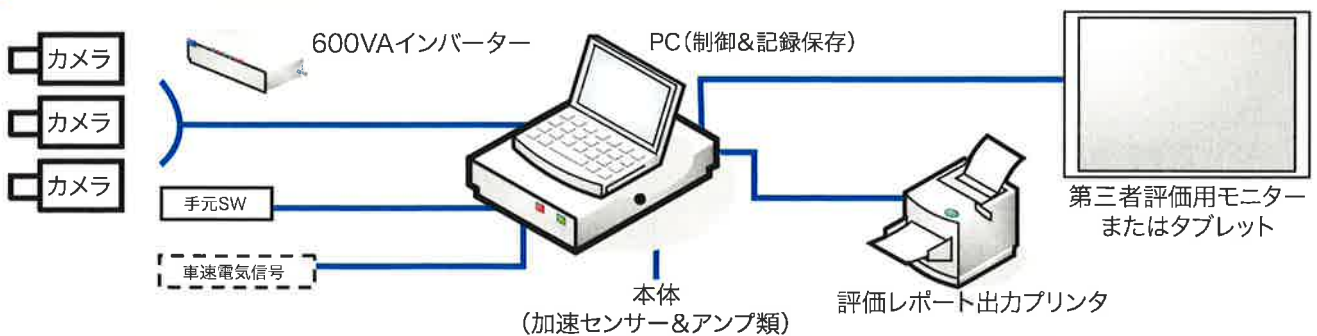 カメラ
カメラ
カメラ
600VAインバーター
PC(制御&記録保存)
手元SW
車速電気信号
本体
(加速センサー&アンプ類)
評価レポート出力プリンタ
第三者評価用モニター
またはタブレット